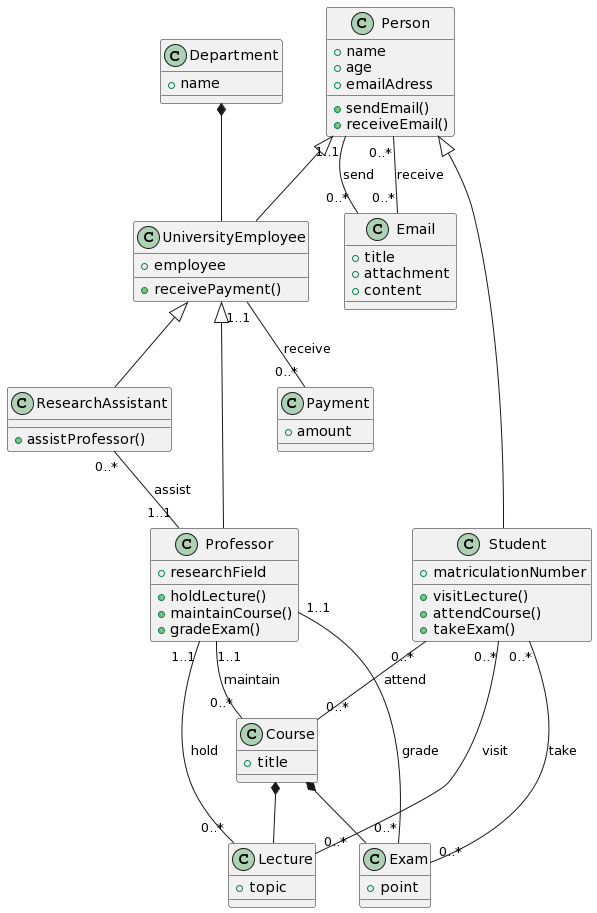 C Person
name
age
emailAdress
sendEmail()
receiveEmail()
C Department
name
1..1
0..*
send
receive
0..*
0..*
C UniversityEmployee
employee
receivePayment()
C Email
title
attachment
content
1..1
receive
0..*
C ResearchAssistant
assistProfessor()
C Payment
amount
0..*
assist
1..1
C Professor
researchField
holdLecture()
maintainCourse()
gradeExam()
C Student
matriculationNumber
visitLecture()
attendCourse()
takeExam()
1..1
1..1
1..1
0..*
0..*
0..*
maintain
attend
0..*
0..*
C Course
title
hold
grade
visit
take
0..*
0..*
0..*
0..*
C Lecture
topic
C Exam
point